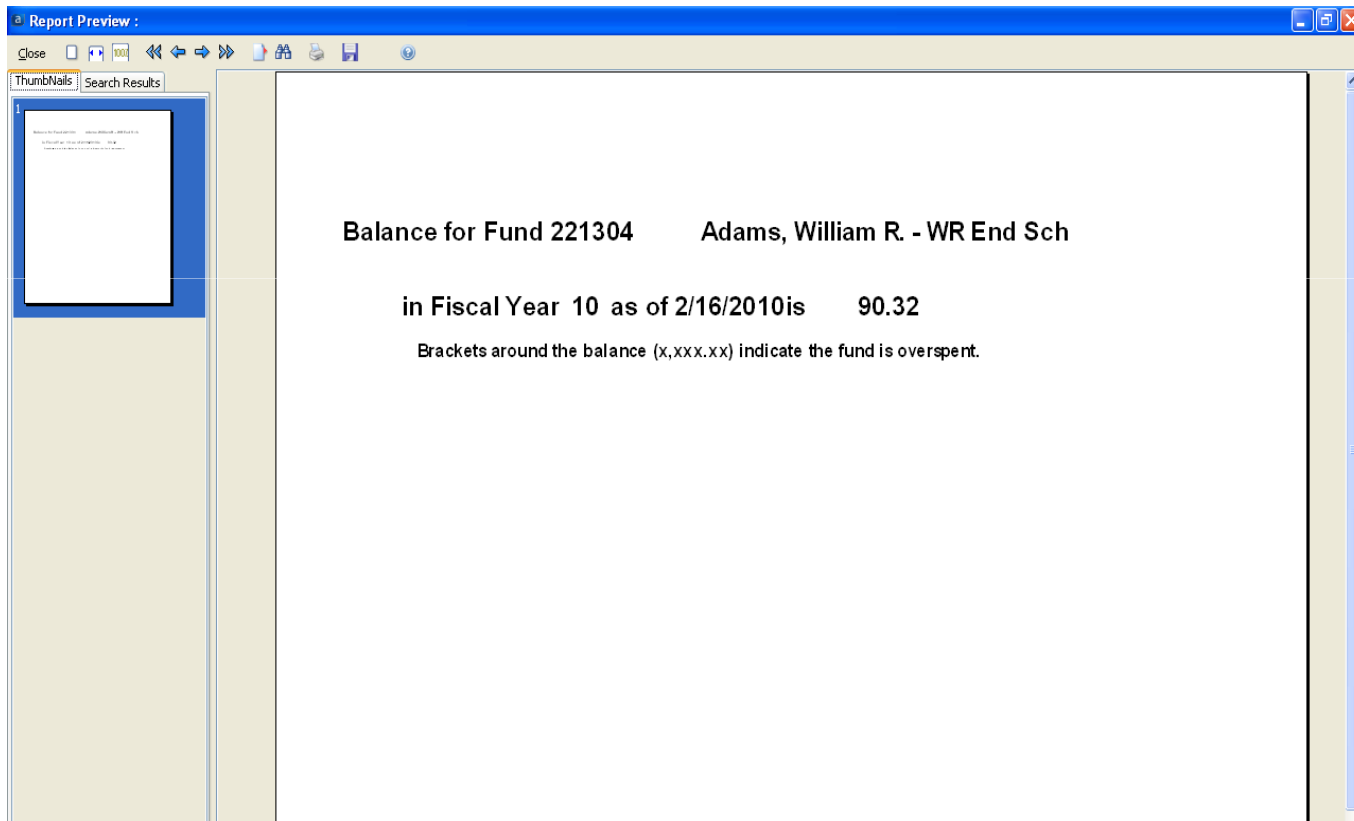 Report Preview :
Close
ThumbNails Search Results
1
Balance for Fund 221304 Adams, William R. - WR End Sch
in Fiscal Year 10 as of 2/16/2010is 90.32
Brackets around the balance (x,xxx.xx) indicate the fund is overspent.